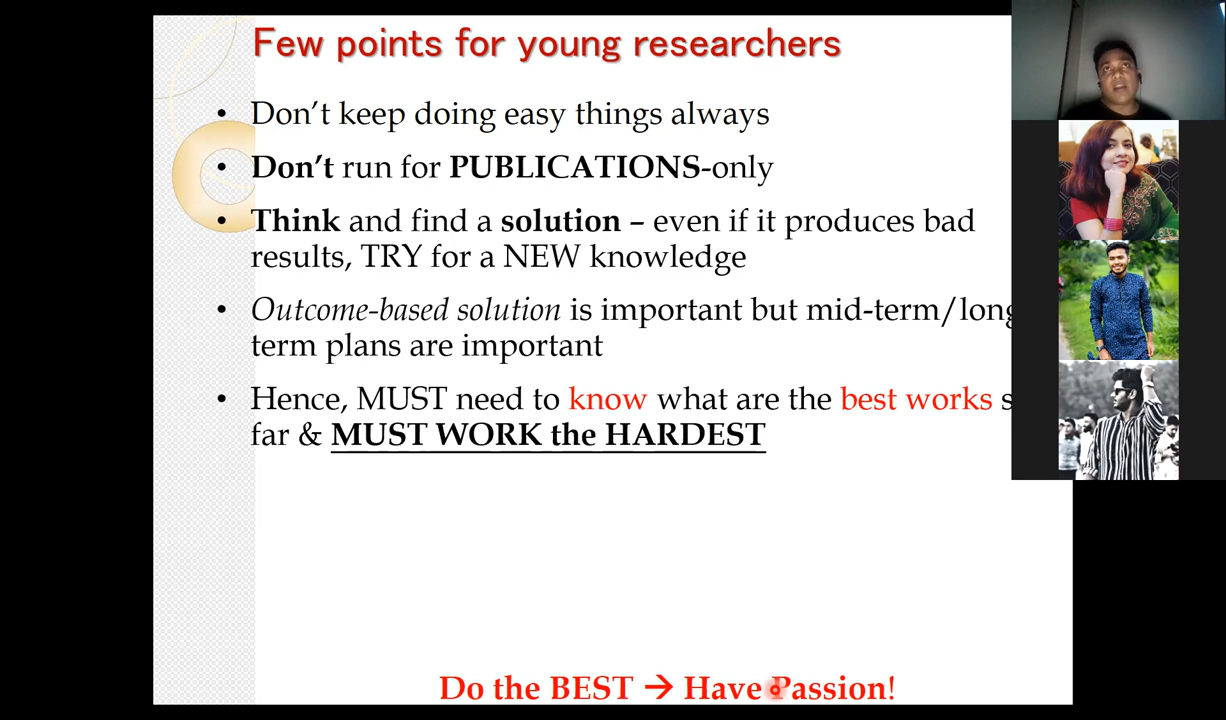 Few points for young researchers
• Don’t keep doing easy things always
• Don’t run for PUBLICATIONS-only
• Think and find a solution – even if it produces bad
results, TRY for a NEW knowledge
• Outcome-based solution is important but mid-term/long
term plans are important
• Hence, MUST need to know what are the best works
far & MUST WORK the HARDEST
Do the BEST → Have Passion!